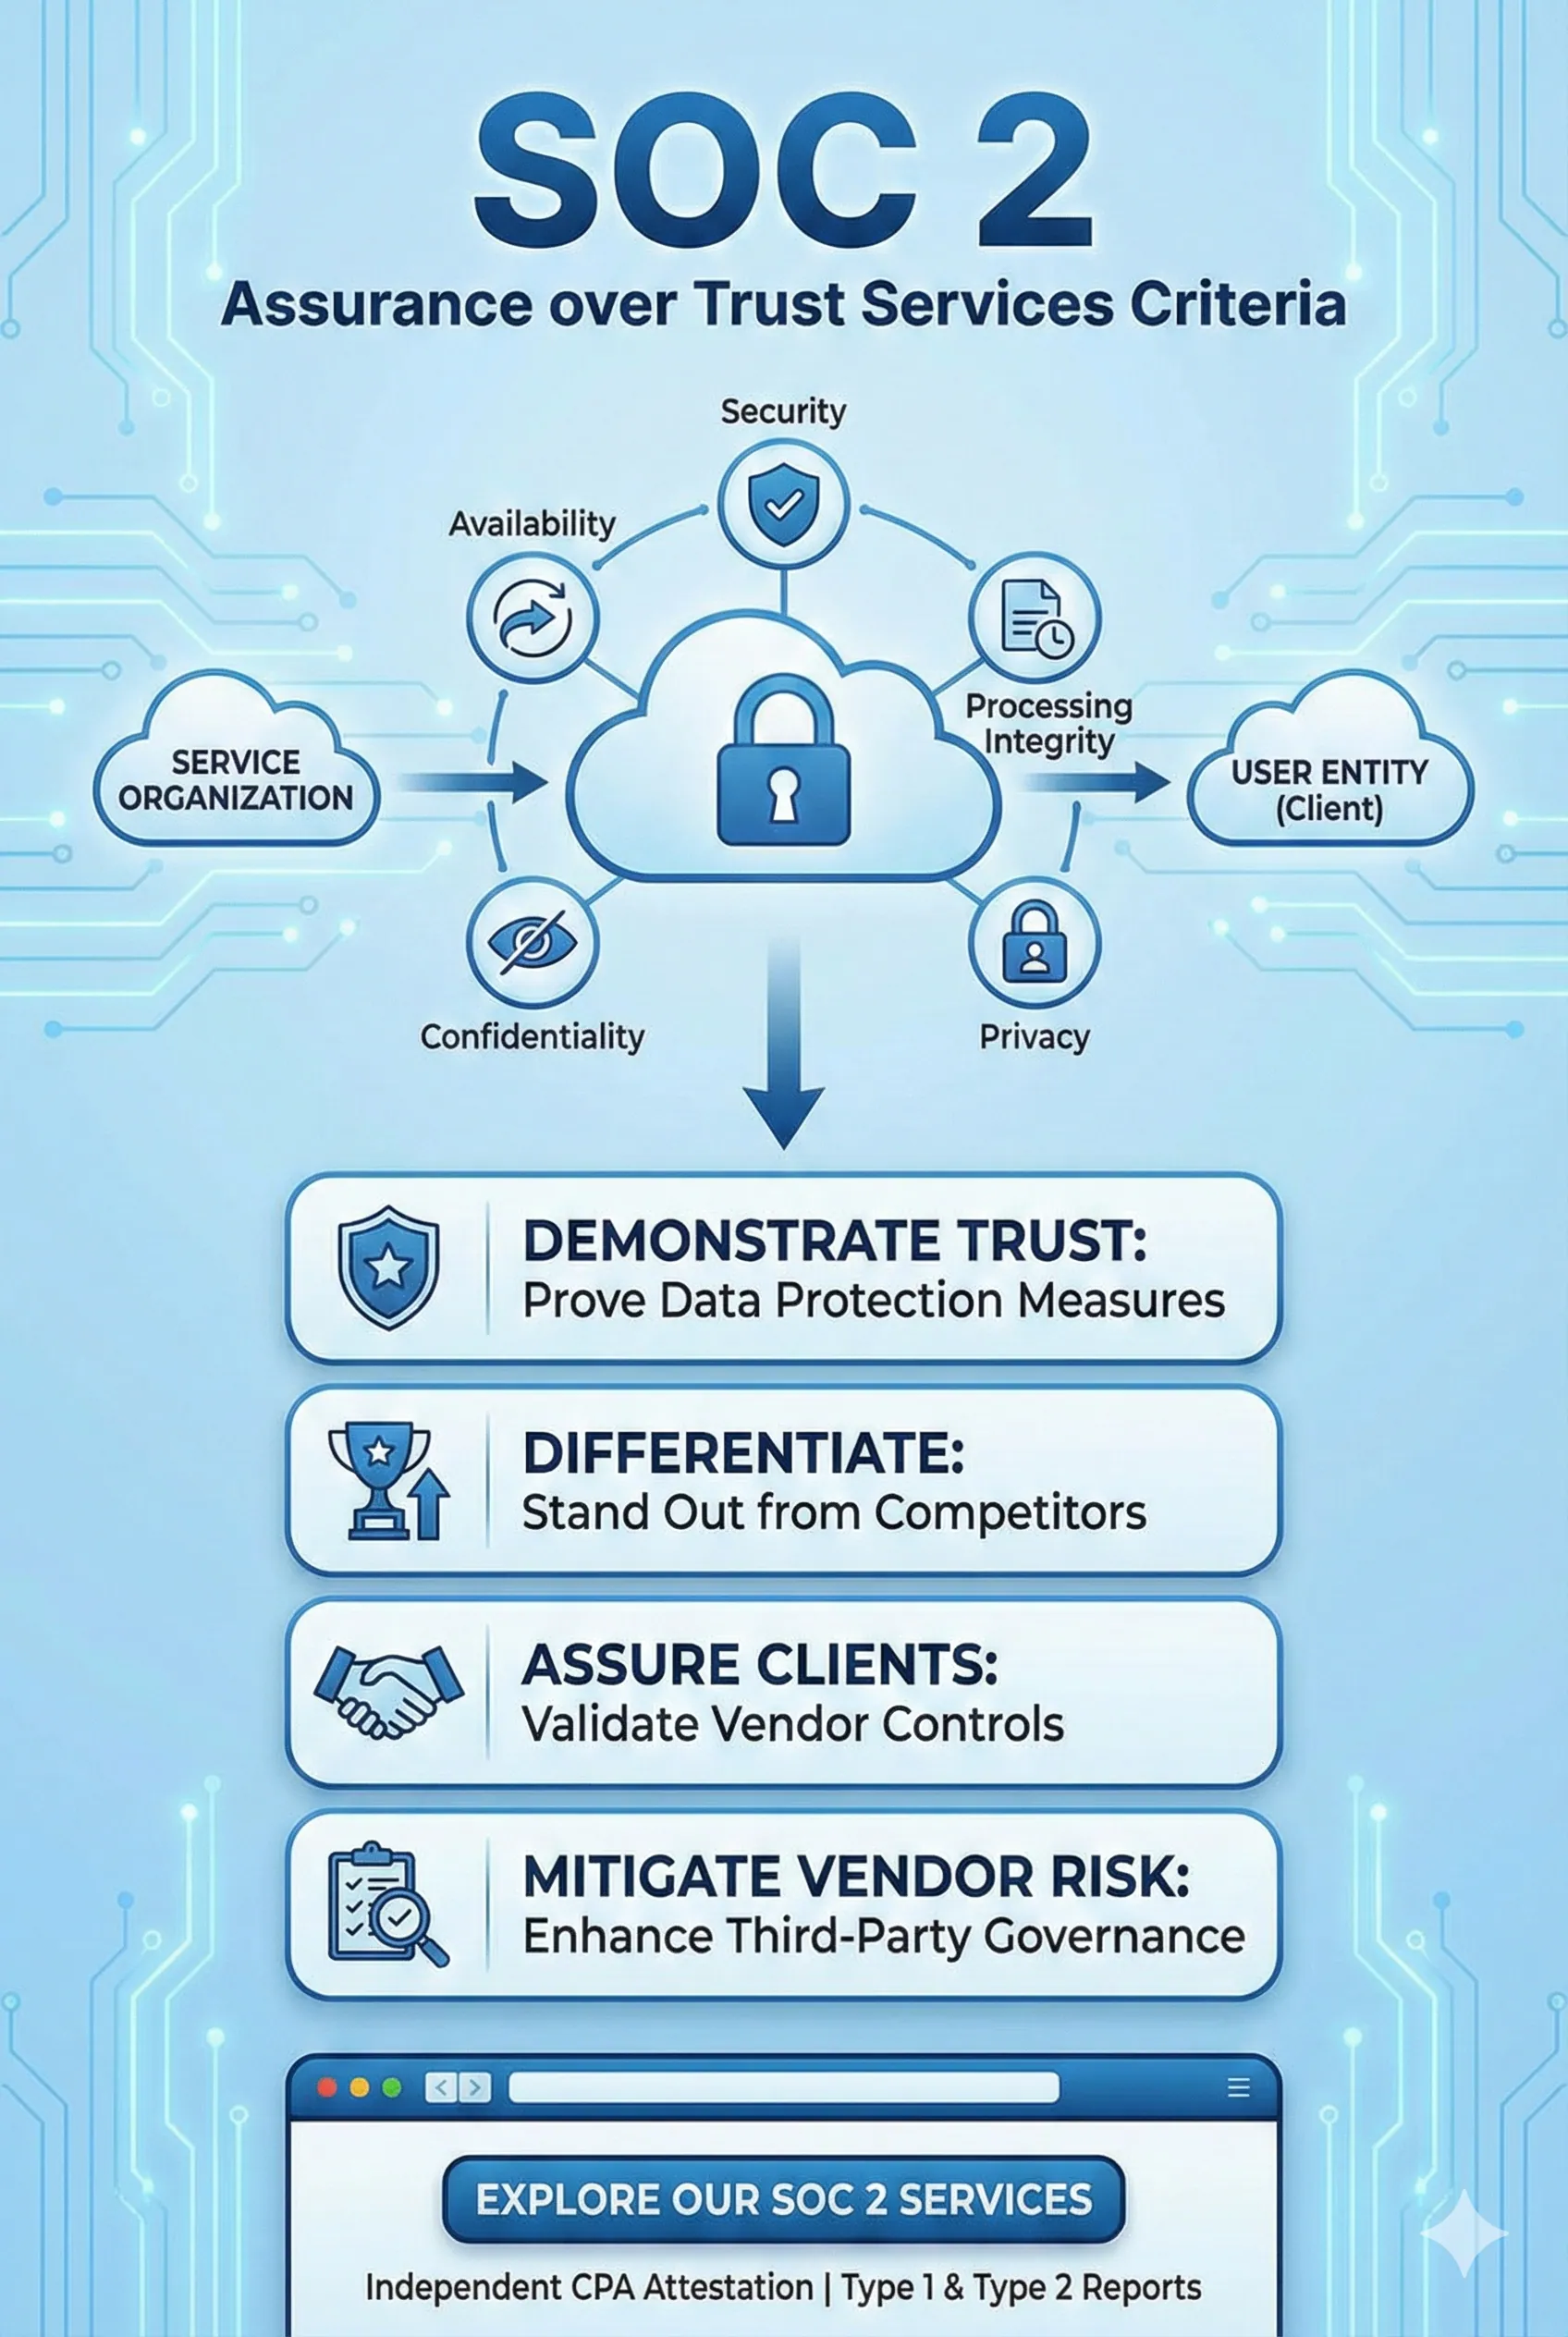 SOC 2
Assurance over Trust Services Criteria
Security
Availability
Processing
Integrity
SERVICE
ORGANIZATION
USER ENTITY
(Client)
Confidentiality
Privacy
DEMONSTRATE TRUST:
Prove Data Protection Measures
DIFFERENTIATE:
Stand Out from Competitors
ASSURE CLIENTS:
Validate Vendor Controls
MITIGATE VENDOR RISK:
Enhance Third-Party Governance
EXPLORE OUR SOC 2 SERVICES
Independent CPA Attestation | Type 1 & Type 2 Reports